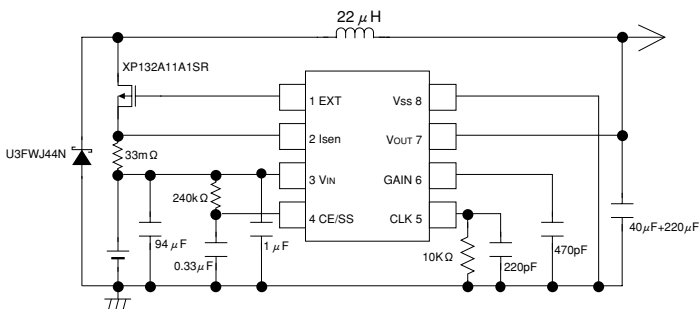 22 μH
XP132A11A1SR
1 EXT
VSS 8
2 Isen
VOUT 7
U3FWJ44N
33mΩ
3 VIN
GAIN 6
240kΩ
4 CE/SS
CLK 5
94 μF
1 μF
40μF+220μF
0.33μF
10KΩ
220pF
470pF